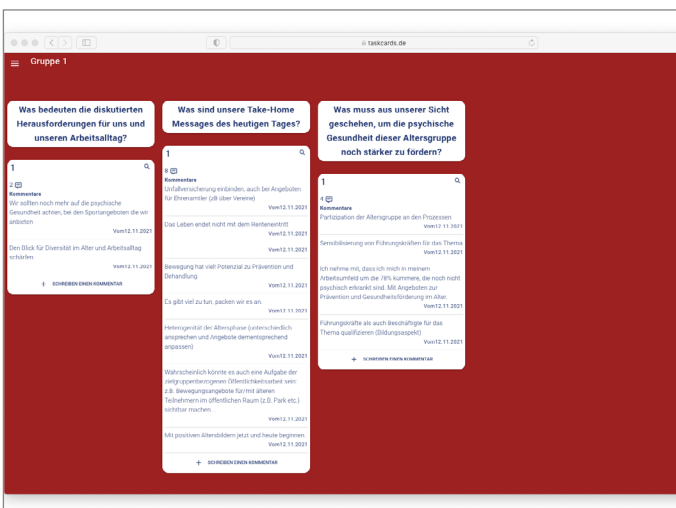 taskcards.de
Gruppe 1
Was bedeuten die diskutierten
Herausforderungen für uns und
unseren Arbeitsalltag?
1
2
Kommentare
Wir sollten noch mehr auf die psychische
Gesundheit achten, bei den Sportangeboten die wir
anbieten
Vom12.11.2021
Den Blick für Diversität im Alter und Arbeitsalltag
schärfen
Vom12.11.2021
+ SCHREIBEN EINEN KOMMENTAR
Was sind unsere Take-Home
Messages des heutigen Tages?
1
8
Kommentare
Unfallversicherung einbinden, auch bei Angeboten
für Ehrenamtler (zB über Vereine)
Vom12.11.2021
Das Leben endet nicht mit dem Renteneintritt
Vom12.11.2021
Vom12.11.2021
Bewegung hat viel Potenzial zu Prävention und
Behandlung
Es gibt viel zu tun, packen wir es an.
Vom12.11.2021
Heterogenität der Altersphase (unterschiedlich
ansprechen und Angebote dementsprechend
anpassen)
Vom12.11.2021
Wahrscheinlich könnte es auch eine Aufgabe der
zielgruppenbezogenen Öffentlichkeitsarbeit sein:
z.B. Bewegungsangebote für/mit älteren
Teilnehmern im öffentlichen Raum (z.B. Park etc.)
sichtbar machen.
Vom12.11.2021
Mit positiven Altersbildern jetzt und heute beginnen.
Vom12.11.2021
+ SCHREIBEN EINEN KOMMENTAR
Was muss aus unserer Sicht
geschehen, um die psychische
Gesundheit dieser Altersgruppe
noch stärker zu fördern?
1
4
Kommentare
Partizipation der Altersgruppe an den Prozessen
Vom12.11.2021
Sensibilisierung von Führungskräften für das Thema
Vom12.11.2021
Ich nehme mit, dass ich mich in meinem
Arbeitsumfeld um die 78% kümmere, die noch nicht
psychisch erkrankt sind. Mit Angeboten zur
Prävention und Gesundheitsförderung im Alter.
Vom12.11.2021
Führungskräfte als auch Beschäftigte für das
Thema qualifizieren (Bildungsaspekt)
Vom12.11.2021
+ SCHREIBEN EINEN KOMMENTAR